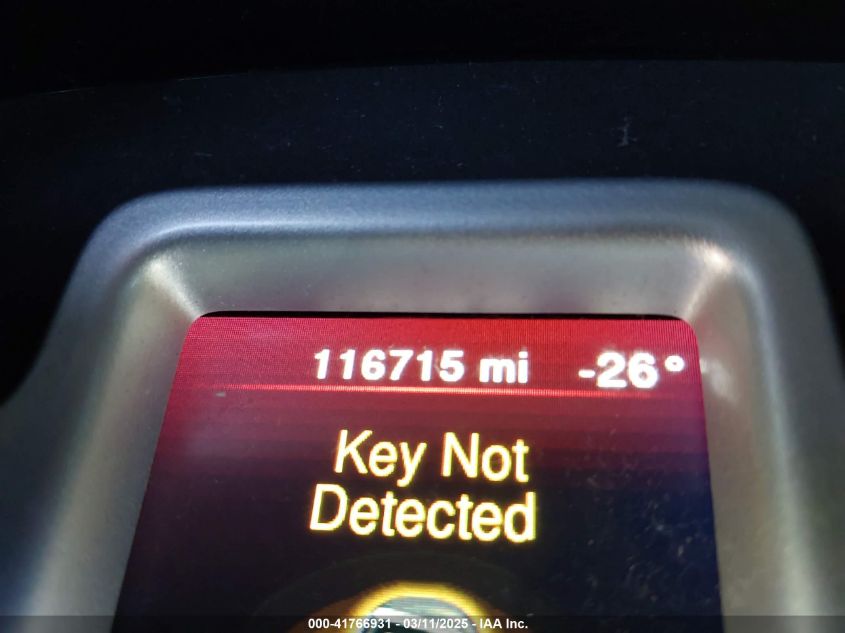 116715 mi -26°
Key Not
Detected
000-41766931 - 03/11/2025 - IAA Inc.